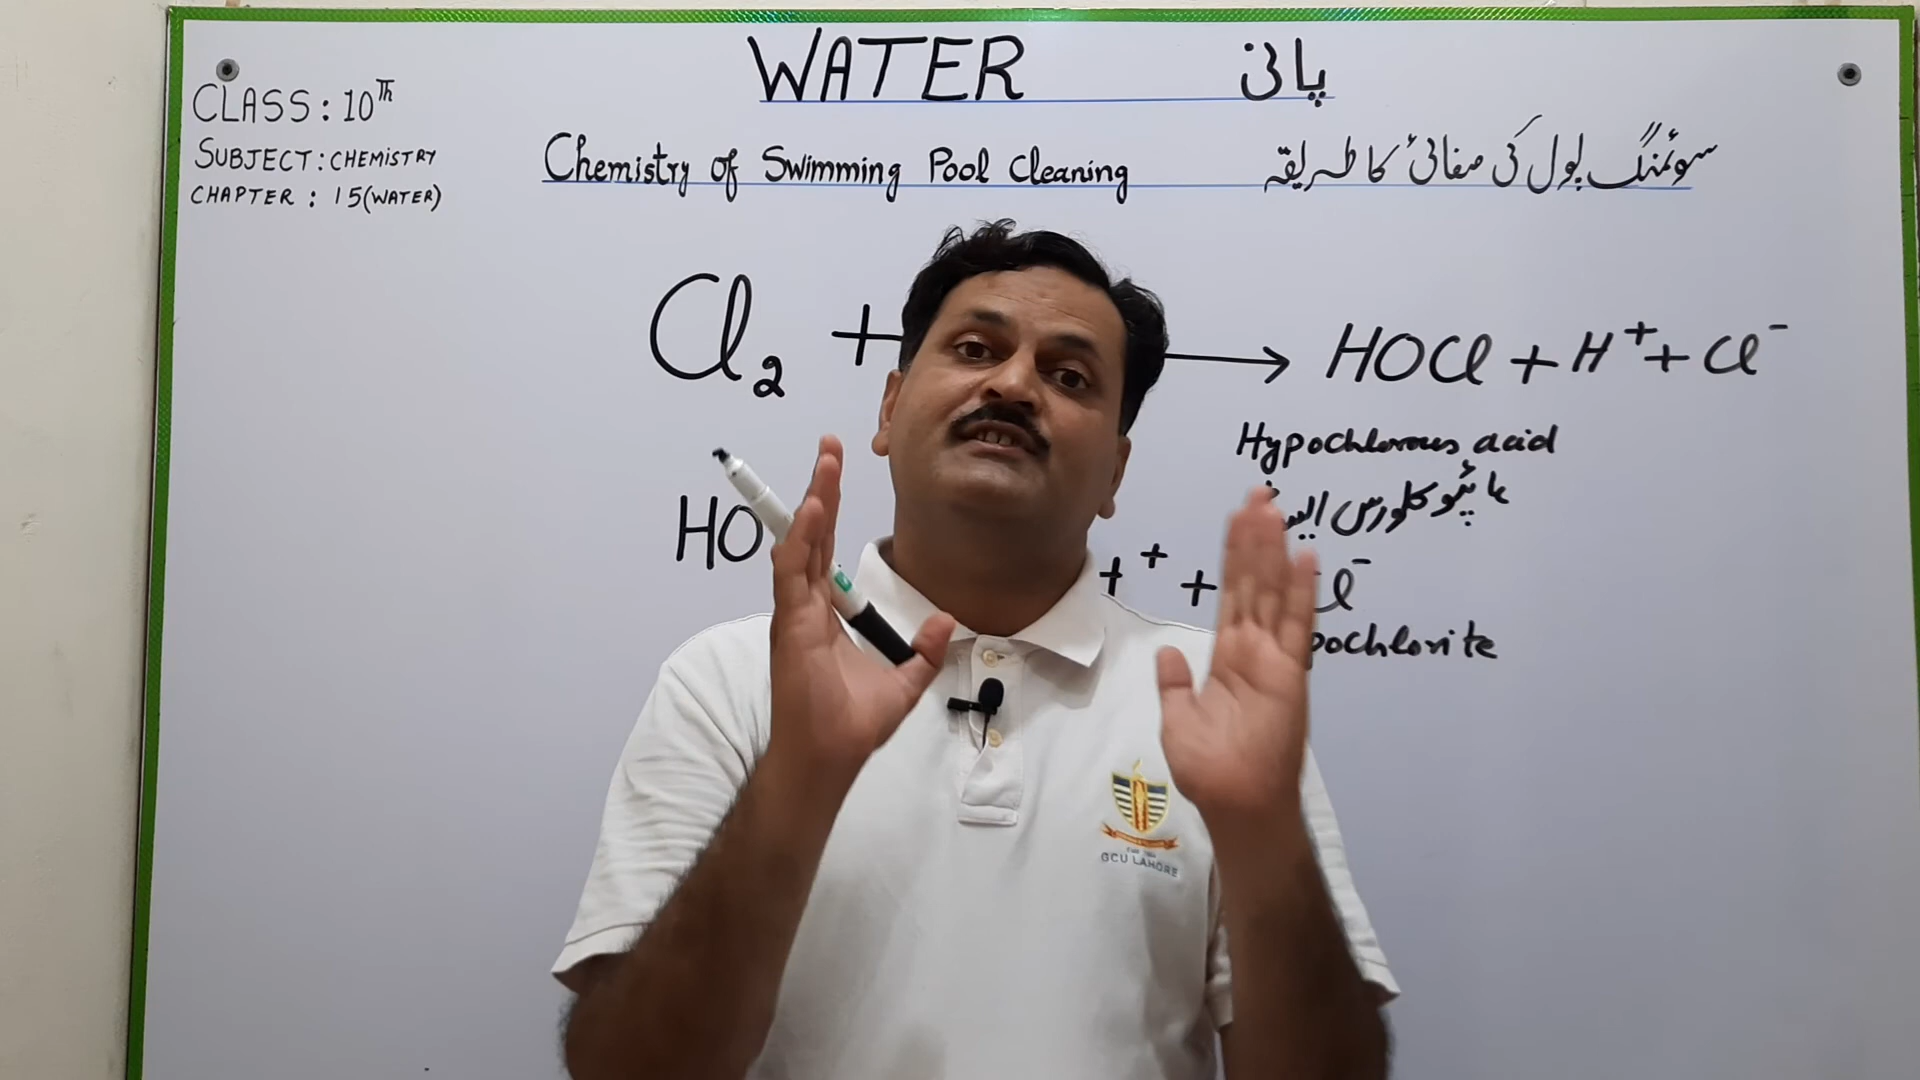 WATER پانی
CLASS: 10Th
SUBJECT: CHEMISTRY
CHAPTER : 15(WATER)
Chemistry of Swimming Pool Cleaning سوئمنگ پول کی صفائی کا طریقہ
Cl2 + → HOCl + H+ + Cl-
Hypochlorous acid
ہائپوکلورس
HO + + Cl-
pochlorite
GCU LAHORE